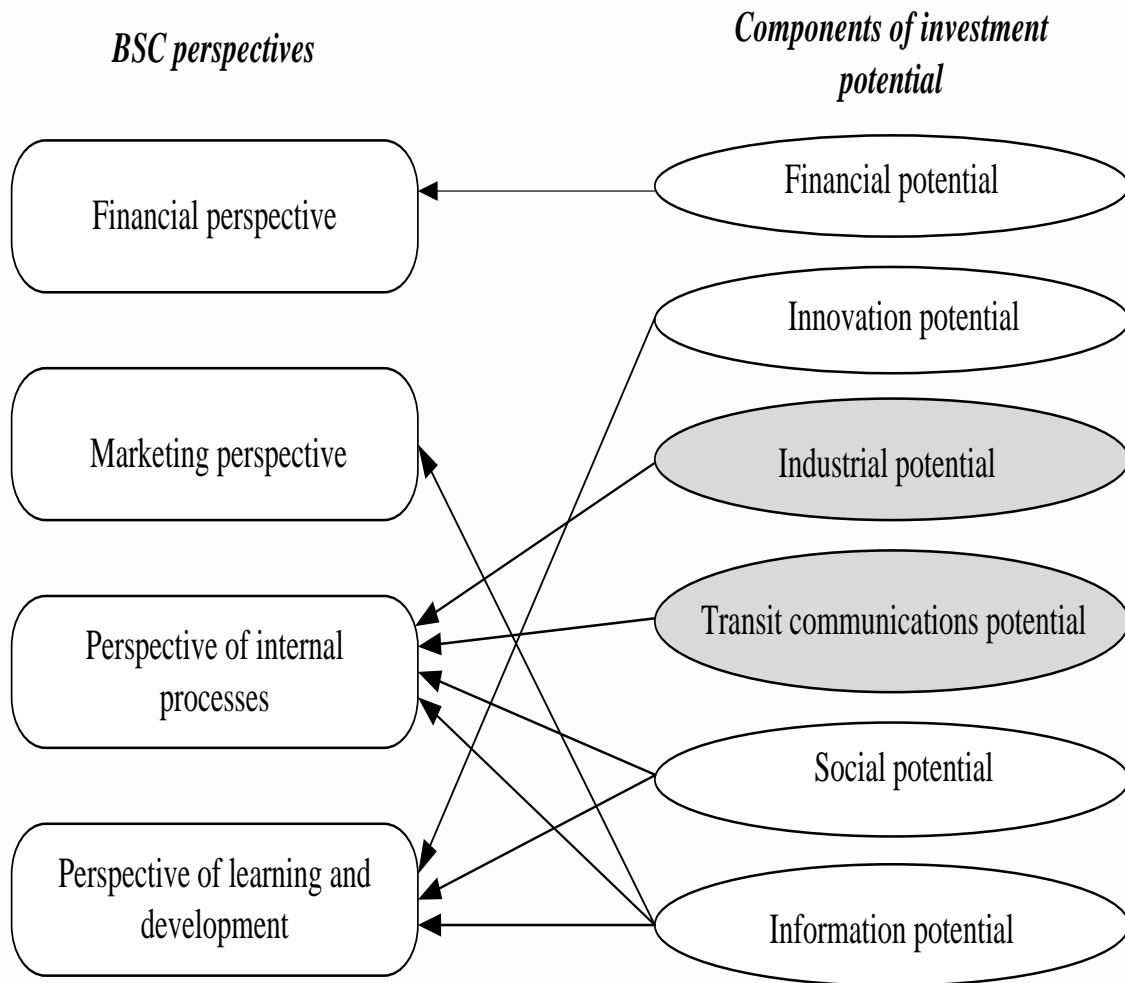 BSC perspectives
Components of investment
potential
Financial perspective
Financial potential
Innovation potential
Marketing perspective
Industrial potential
Perspective of internal
processes
Transit communications potential
Social potential
Perspective of learning and
development
Information potential